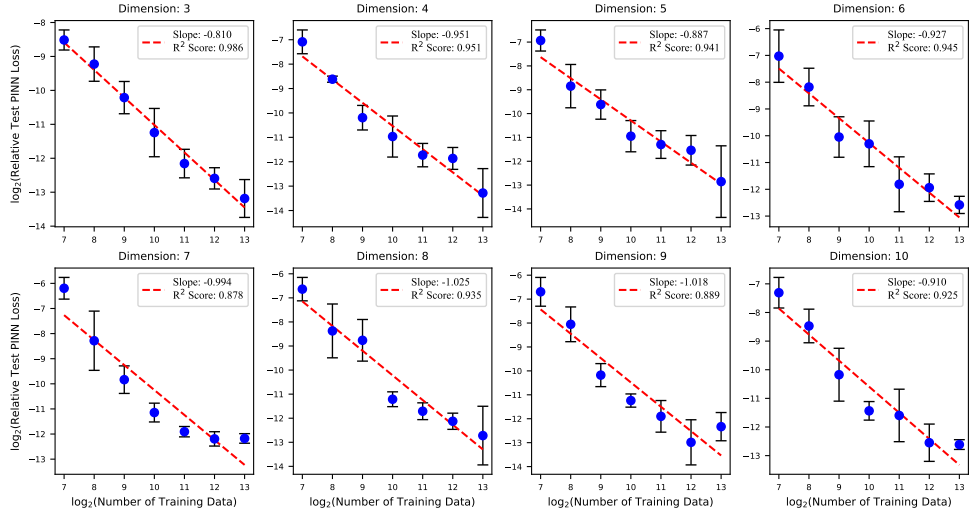 Dimension: 3
Dimension: 4
Dimension: 5
Dimension: 6
log₂(Relative Test PINN Loss)
−8
−9
−10
−11
−12
−13
−14
7 8 9 10 11 12 13
Slope: -0.810
R² Score: 0.986
−6
−7
−8
−9
−10
−11
−12
−13
−14
7 8 9 10 11 12 13
Slope: -0.951
R² Score: 0.951
−6
−7
−8
−9
−10
−11
−12
−13
−14
7 8 9 10 11 12 13
Slope: -0.887
R² Score: 0.941
−6
−7
−8
−9
−10
−11
−12
−13
7 8 9 10 11 12 13
Slope: -0.927
R² Score: 0.945
Dimension: 7
Dimension: 8
Dimension: 9
Dimension: 10
log₂(Relative Test PINN Loss)
−6
−7
−8
−9
−10
−11
−12
−13
7 8 9 10 11 12 13
log₂(Number of Training Data)
Slope: -0.994
R² Score: 0.878
−6
−7
−8
−9
−10
−11
−12
−13
−14
7 8 9 10 11 12 13
log₂(Number of Training Data)
Slope: -1.025
R² Score: 0.935
−6
−7
−8
−9
−10
−11
−12
−13
−14
7 8 9 10 11 12 13
log₂(Number of Training Data)
Slope: -1.018
R² Score: 0.889
−7
−8
−9
−10
−11
−12
−13
7 8 9 10 11 12 13
log₂(Number of Training Data)
Slope: -0.910
R² Score: 0.925